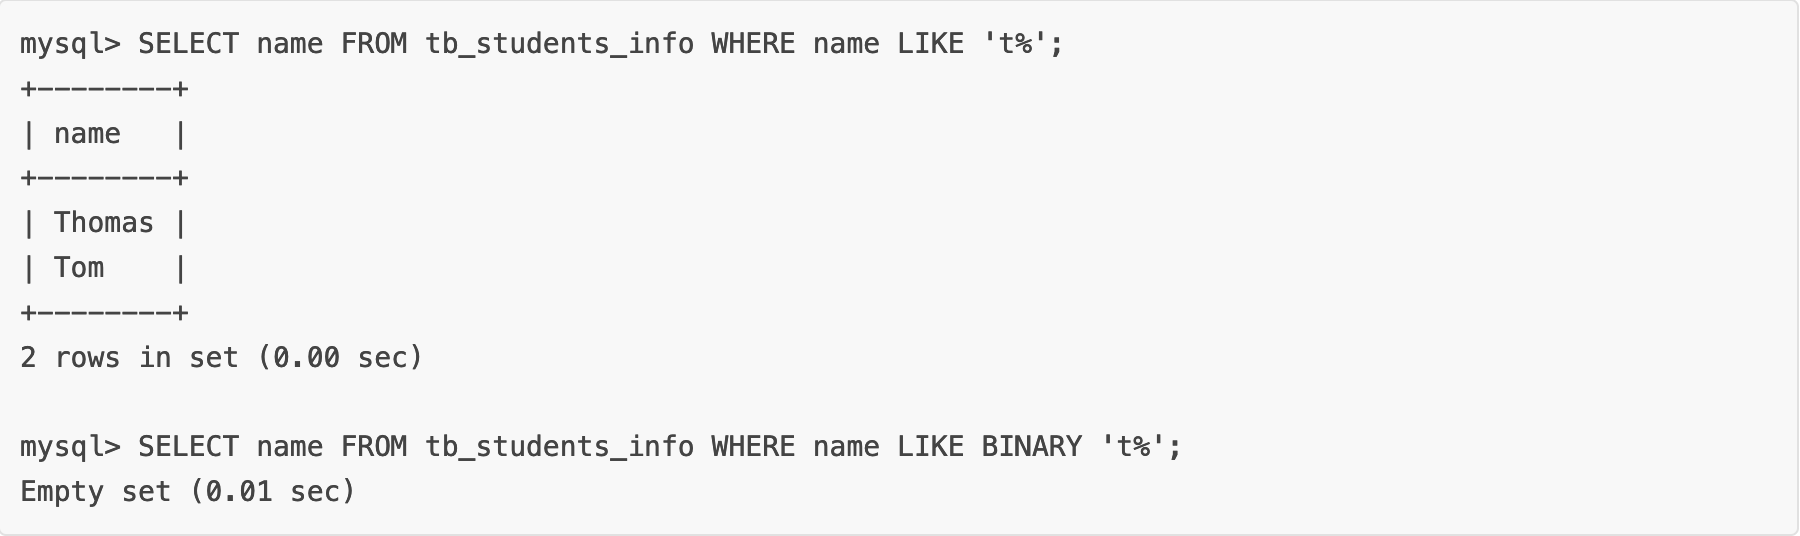 mysql> SELECT name FROM tb_students_info WHERE name LIKE 't%';
+--------+
| name   |
+--------+
| Thomas |
| Tom    |
+--------+
2 rows in set (0.00 sec)

mysql> SELECT name FROM tb_students_info WHERE name LIKE BINARY 't%';
Empty set (0.01 sec)